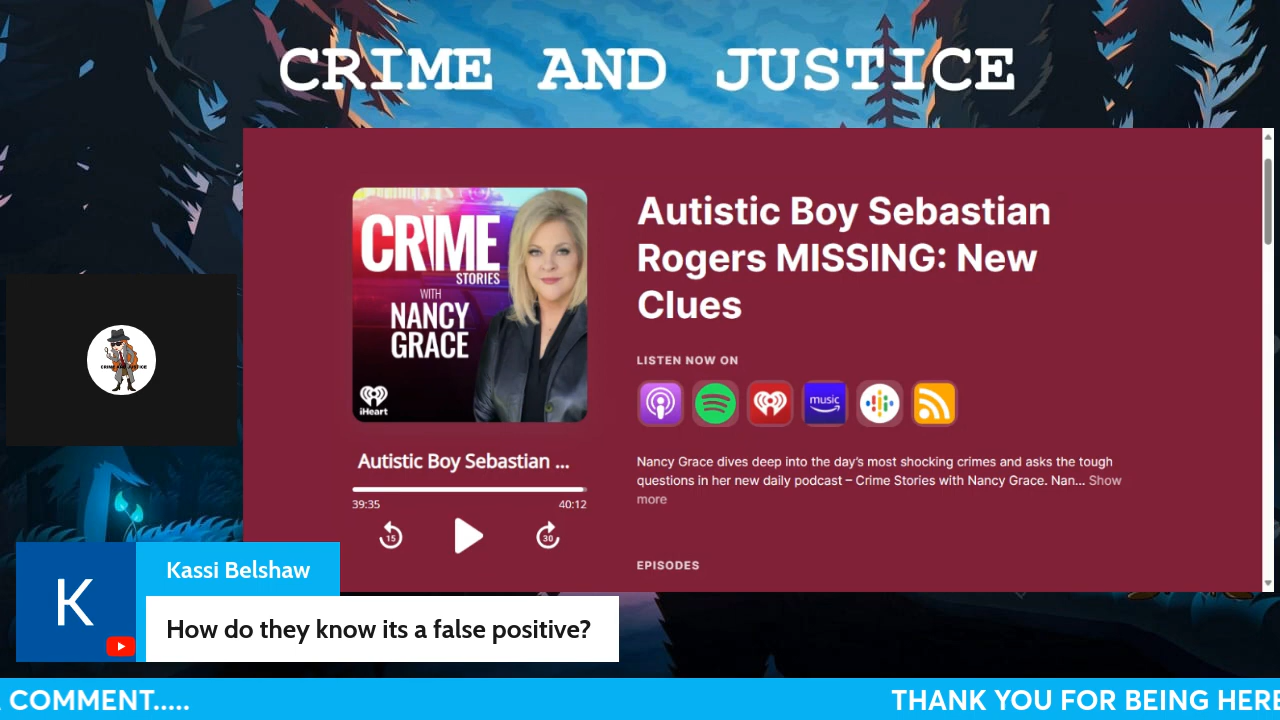 CRIME AND JUSTICE
CRIME
STORIES
WITH
NANCY
GRACE
iHeart
Autistic Boy Sebastian
Rogers MISSING: New
Clues
LISTEN NOW ON
music
Nancy Grace dives deep into the day's most shocking crimes and asks the tough
questions in her new daily podcast – Crime Stories with Nancy Grace. Nan... Show
more
Autistic Boy Sebastian ...
39:35 40:12
15 30
EPISODES
CRIME AND JUSTICE
K
Kassi Belshaw
How do they know its a false positive?
COMMENT..... THANK YOU FOR BEING HERE